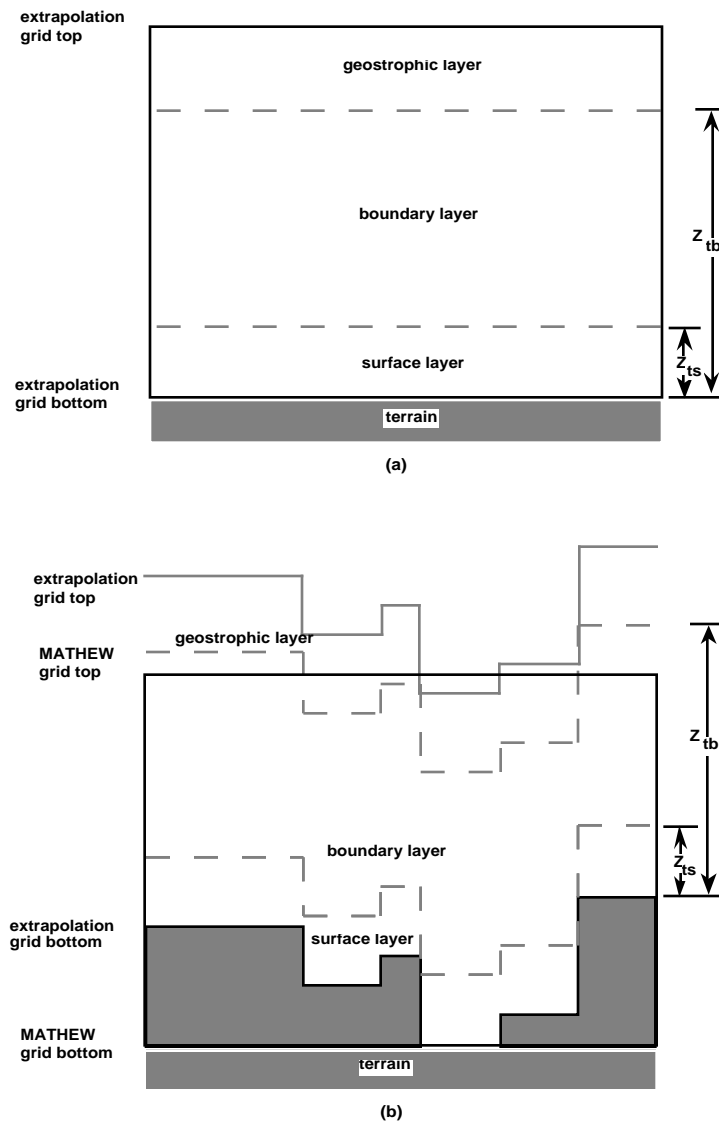 extrapolation
grid top
geostrophic layer
boundary layer
Z tb
surface layer
Z ts
extrapolation
grid bottom
terrain
(a)
extrapolation
grid top
geostrophic layer
MATHEW
grid top
Z tb
boundary layer
Z ts
extrapolation
grid bottom
surface layer
MATHEW
grid bottom
terrain
(b)